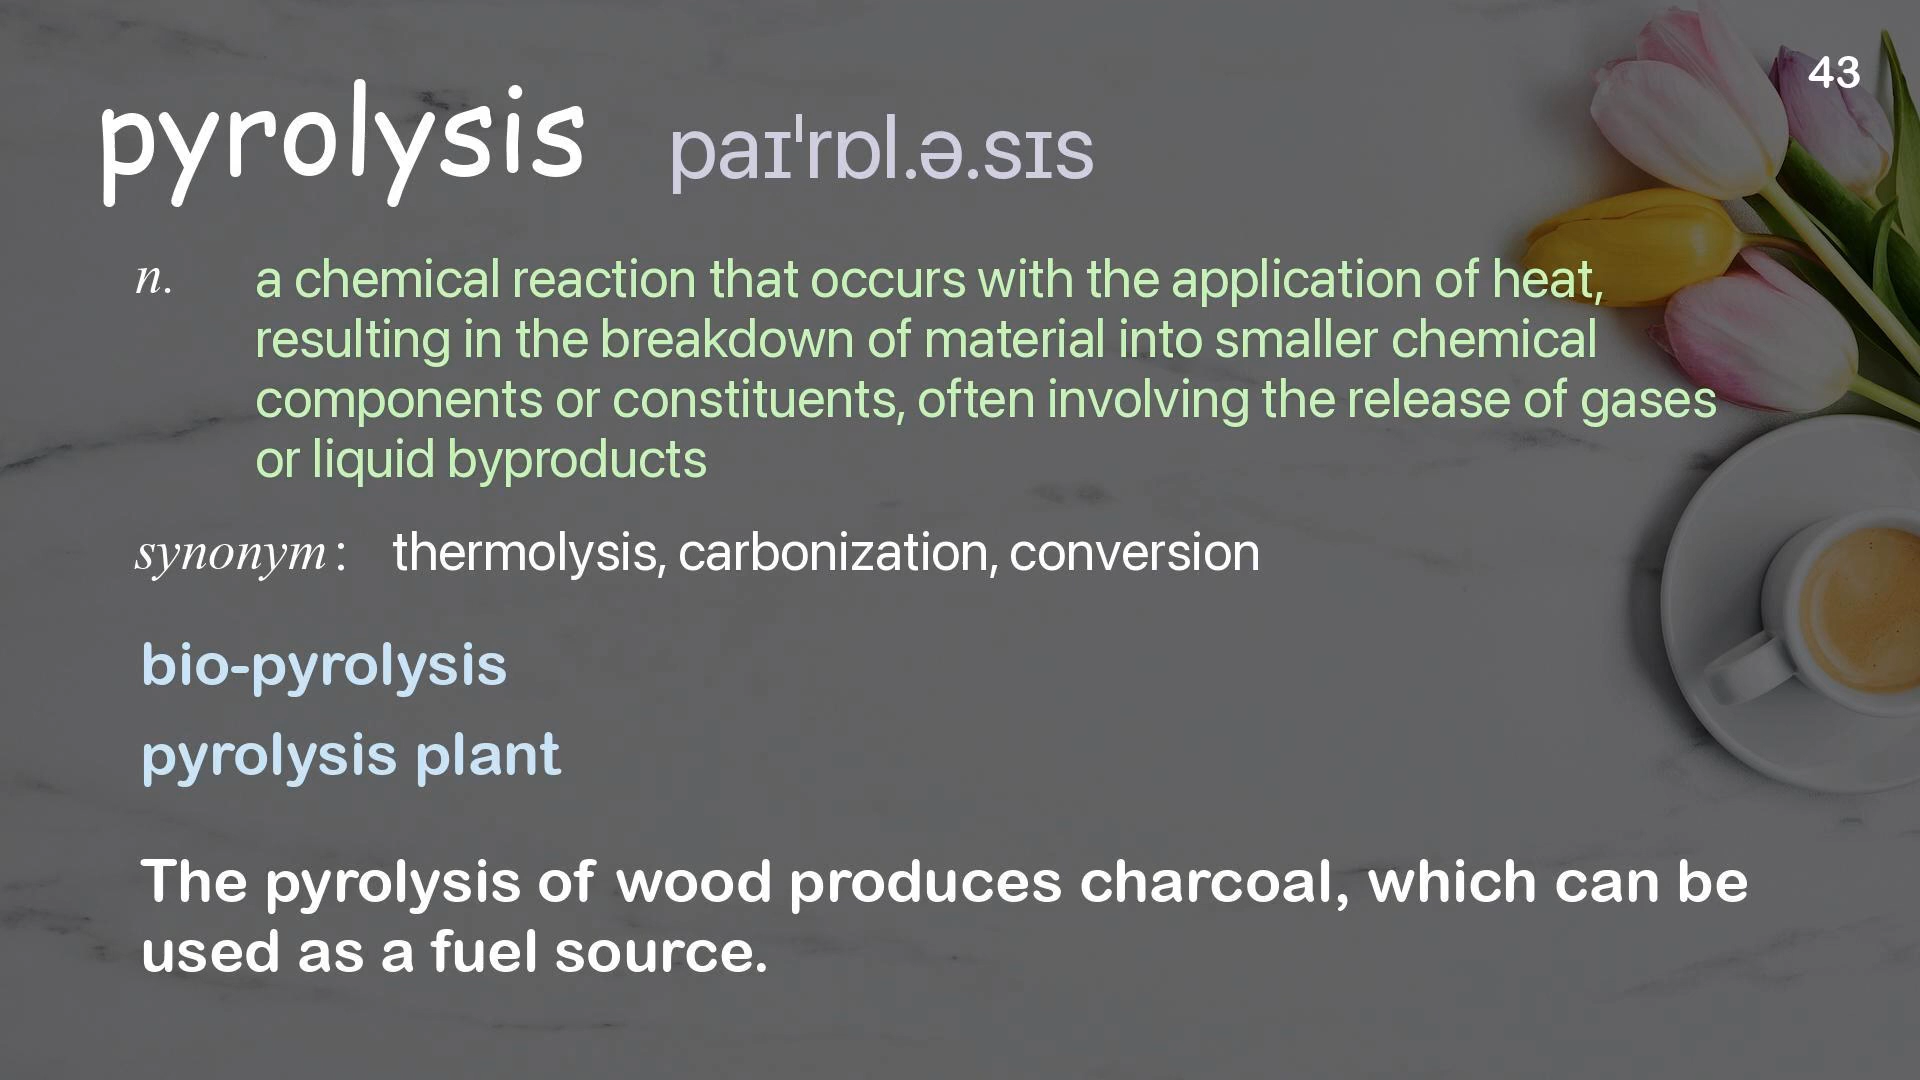 43
pyrolysis paɪˈrɒl.ə.sɪs
n. a chemical reaction that occurs with the application of heat,
resulting in the breakdown of material into smaller chemical
components or constituents, often involving the release of gases
or liquid byproducts
synonym: thermolysis, carbonization, conversion
bio-pyrolysis
pyrolysis plant
The pyrolysis of wood produces charcoal, which can be
used as a fuel source.